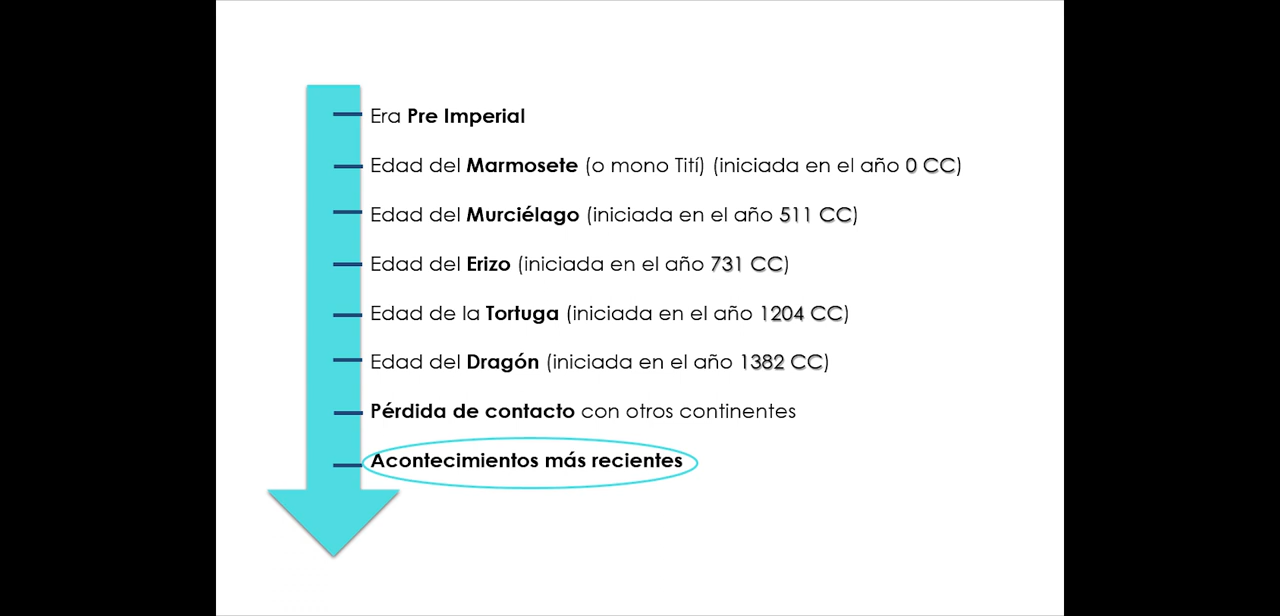 Era Pre Imperial
Edad del Marmosete (o mono Tití) (iniciada en el año 0 CC)
Edad del Murciélago (iniciada en el año 511 CC)
Edad del Erizo (iniciada en el año 731 CC)
Edad de la Tortuga (iniciada en el año 1204 CC)
Edad del Dragón (iniciada en el año 1382 CC)
Pérdida de contacto con otros continentes
Acontecimientos más recientes